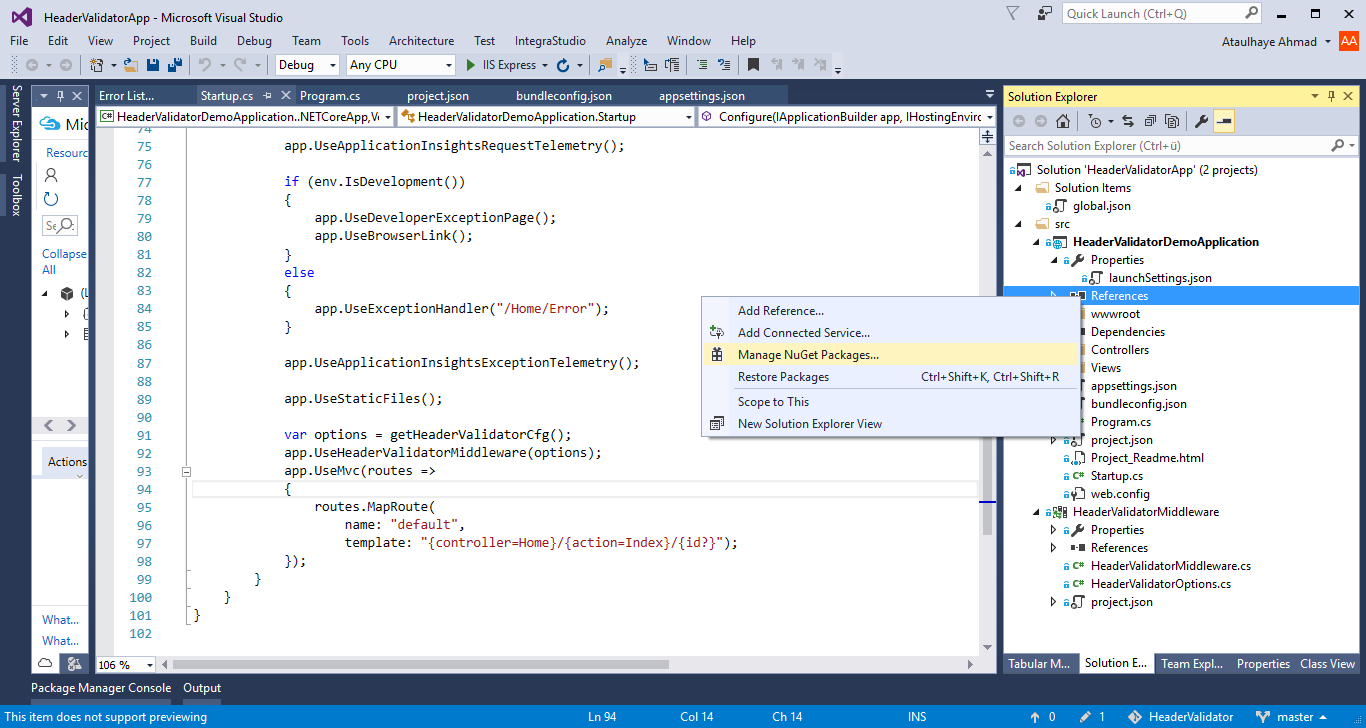 HeaderValidatorApp - Microsoft Visual Studio
Quick Launch (Ctrl+Q)
File Edit View Project Build Debug Team Tools Architecture Test IntegraStudio Analyze Window Help
Ataulhaye Ahmad AA
Debug Any CPU IIS Express
Server Explorer
Toolbox
Mic
Resourc
Se
Collapse
All
(L
Actions
What...
What...
Error List... Startup.cs Program.cs project.json bundleconfig.json appsettings.json
HeaderValidatorDemoApplication..NETCoreApp,V HeaderValidatorDemoApplication.Startup Configure(IApplicationBuilder app, IHostingEnviro
74
75 app.UseApplicationInsightsRequestTelemetry();
76
77 if (env.IsDevelopment())
78 {
79 app.UseDeveloperExceptionPage();
80 app.UseBrowserLink();
81 }
82 else
83 {
84 app.UseExceptionHandler("/Home/Error");
85 }
86
87 app.UseApplicationInsightsExceptionTelemetry();
88
89 app.UseStaticFiles();
90
91 var options = getHeaderValidatorCfg();
92 app.UseHeaderValidatorMiddleware(options);
93 app.UseMvc(routes =>
94 {
95 routes.MapRoute(
96 name: "default",
97 template: "{controller=Home}/{action=Index}/{id?}");
98 });
99 }
100 }
101 }
102
106 %
Add Reference...
Add Connected Service...
Manage NuGet Packages...
Restore Packages Ctrl+Shift+K, Ctrl+Shift+R
Scope to This
New Solution Explorer View
Solution Explorer
Search Solution Explorer (Ctrl+ü)
Solution 'HeaderValidatorApp' (2 projects)
Solution Items
global.json
src
HeaderValidatorDemoApplication
Properties
launchSettings.json
References
wwwroot
Dependencies
Controllers
Views
appsettings.json
bundleconfig.json
Program.cs
project.json
Project_Readme.html
Startup.cs
web.config
HeaderValidatorMiddleware
Properties
References
HeaderValidatorMiddleware.cs
HeaderValidatorOptions.cs
project.json
Tabular M... Solution E... Team Expl... Properties Class View
Package Manager Console Output
This item does not support previewing Ln 94 Col 14 Ch 14 INS 0 1 HeaderValidator master